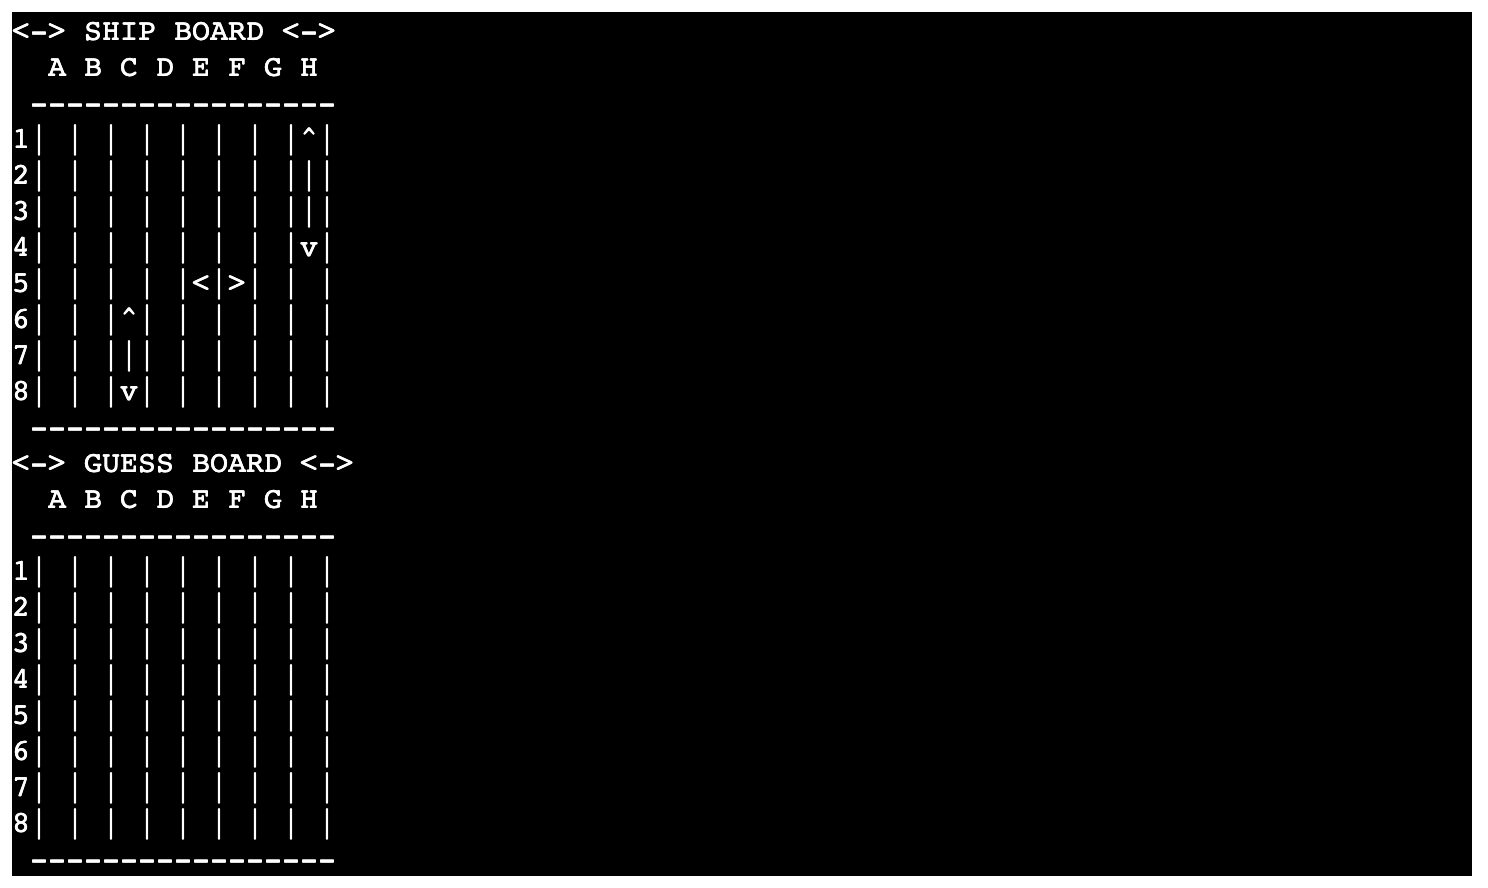 <-> SHIP BOARD <->
  A B C D E F G H
 -----------------
1| | | | | | | |^|
2| | | | | | | |||
3| | | | | | | |||
4| | | | | | | |v|
5| | | | |<|>| | |
6| | |^| | | | | |
7| | ||| | | | | |
8| | |v| | | | | |
 -----------------
<-> GUESS BOARD <->
  A B C D E F G H
 -----------------
1| | | | | | | | |
2| | | | | | | | |
3| | | | | | | | |
4| | | | | | | | |
5| | | | | | | | |
6| | | | | | | | |
7| | | | | | | | |
8| | | | | | | | |
 -----------------